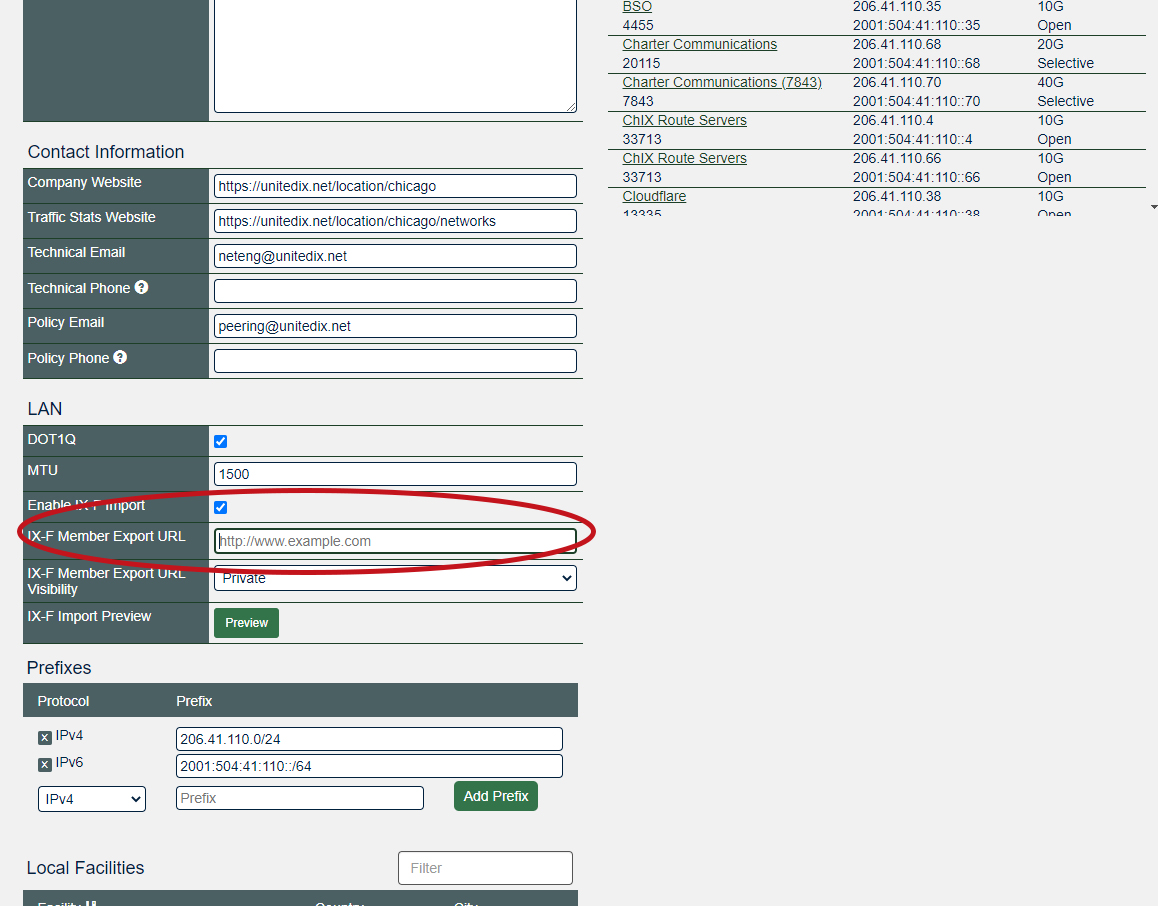 Contact Information
Company Website
https://unitedix.net/location/chicago
Traffic Stats Website
https://unitedix.net/location/chicago/networks
Technical Email
neteng@unitedix.net
Technical Phone ?
Policy Email
peering@unitedix.net
Policy Phone ?
LAN
DOT1Q
MTU
1500
Enable IX-F Import
IX-F Member Export URL
http://www.example.com
IX-F Member Export URL
Visibility
Private
IX-F Import Preview
Preview
Prefixes
Protocol Prefix
x IPv4 206.41.110.0/24
x IPv6 2001:504:41:110::/64
IPv4 Prefix Add Prefix
Local Facilities Filter
Facility Country City
BSO 206.41.110.35 10G
4455 2001:504:41:110::35 Open
Charter Communications 206.41.110.68 20G
20115 2001:504:41:110::68 Selective
Charter Communications (7843) 206.41.110.70 40G
7843 2001:504:41:110::70 Selective
ChIX Route Servers 206.41.110.4 10G
33713 2001:504:41:110::4 Open
ChIX Route Servers 206.41.110.66 10G
33713 2001:504:41:110::66 Open
Cloudflare 206.41.110.38 10G
13335 2001:504:41:110::38 Open